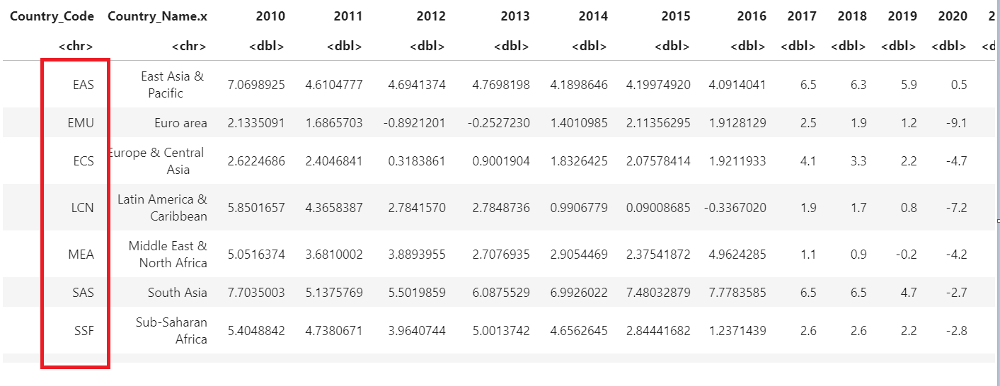 Country_Code Country_Name.x 2010 2011 2012 2013 2014 2015 2016 2017 2018 2019 2020 2
<chr> <chr> <dbl> <dbl> <dbl> <dbl> <dbl> <dbl> <dbl> <dbl> <dbl> <dbl> <dbl> <d
EAS East Asia & Pacific 7.0698925 4.6104777 4.6941374 4.7698198 4.1898646 4.19974920 4.0914041 6.5 6.3 5.9 0.5
EMU Euro area 2.1335091 1.6865703 -0.8921201 -0.2527230 1.4010985 2.11356295 1.9128129 2.5 1.9 1.2 -9.1
ECS Europe & Central Asia 2.6224686 2.4046841 0.3183861 0.9001904 1.8326425 2.07578414 1.9211933 4.1 3.3 2.2 -4.7
LCN Latin America & Caribbean 5.8501657 4.3658387 2.7841570 2.7848736 0.9906779 0.09008685 -0.3367020 1.9 1.7 0.8 -7.2
MEA Middle East & North Africa 5.0516374 3.6810002 3.8893955 2.7076935 2.9054469 2.37541872 4.9624285 1.1 0.9 -0.2 -4.2
SAS South Asia 7.7035003 5.1375769 5.5019859 6.0875529 6.9926022 7.48032879 7.7783585 6.5 6.5 4.7 -2.7
SSF Sub-Saharan Africa 5.4048842 4.7380671 3.9640744 5.0013742 4.6562645 2.84441682 1.2371439 2.6 2.6 2.2 -2.8